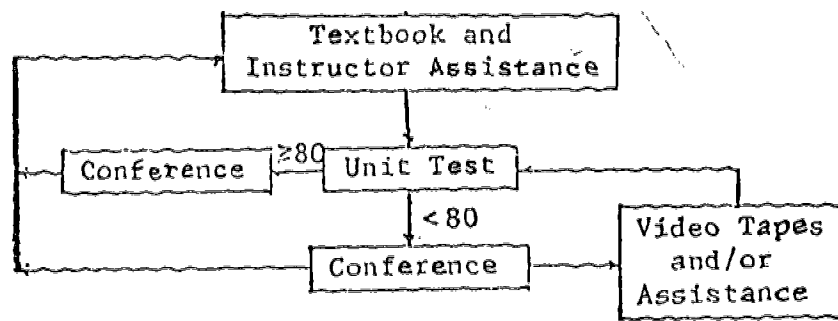 Textbook and
Instructor Assistance
Conference
≥80
Unit Test
<80
Conference
Video Tapes
and/or
Assistance